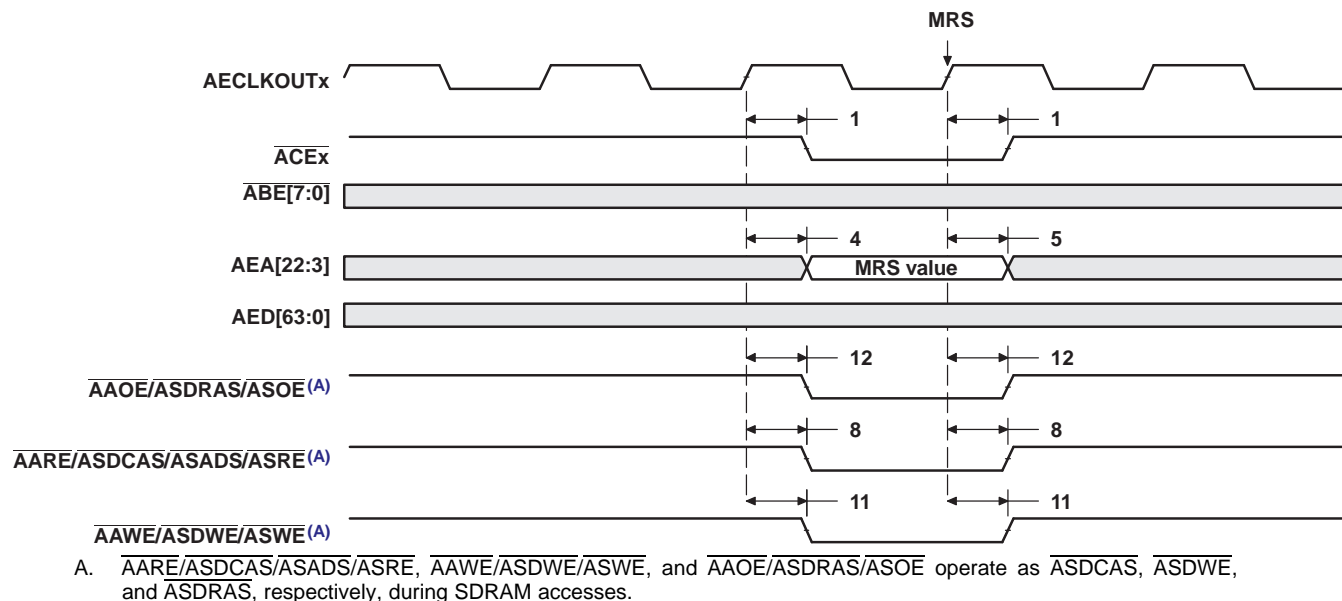 MRS
AECLKOUTx
1 1
ACEx
ABE[7:0]
4 5
AEA[22:3] MRS value
AED[63:0]
12 12
AAOE/ASDRAS/ASOE(A)
8 8
AARE/ASDCAS/ASADS/ASRE(A)
11 11
AAWE/ASDWE/ASWE(A)
A. AARE/ASDCAS/ASADS/ASRE, AAWE/ASDWE/ASWE, and AAOE/ASDRAS/ASOE operate as ASDCAS, ASDWE,
and ASDRAS, respectively, during SDRAM accesses.